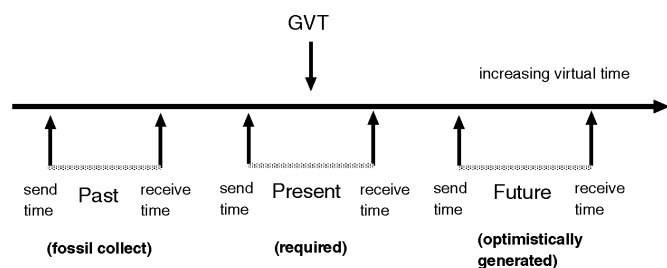 GVT
increasing virtual time
send
time
Past
receive
time
send
time
Present
receive
time
send
time
Future
receive
time
(fossil collect)
(required)
(optimistically
generated)